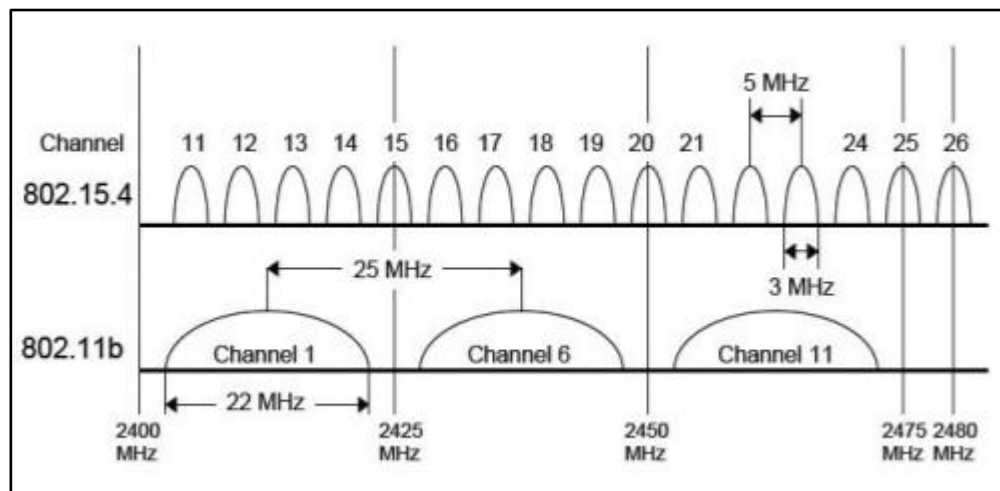 5 MHz
Channel 11 12 13 14 15 16 17 18 19 20 21 24 25 26
802.15.4
25 MHz
3 MHz
802.11b
Channel 1 Channel 6 Channel 11
22 MHz
2400 2425 2450 2475 2480
MHz MHz MHz MHz MHz